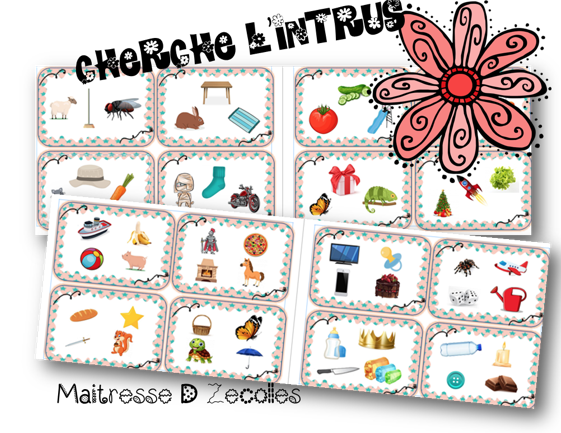 CHERCHE L'iNTRUS
Maitresse D Zecolles